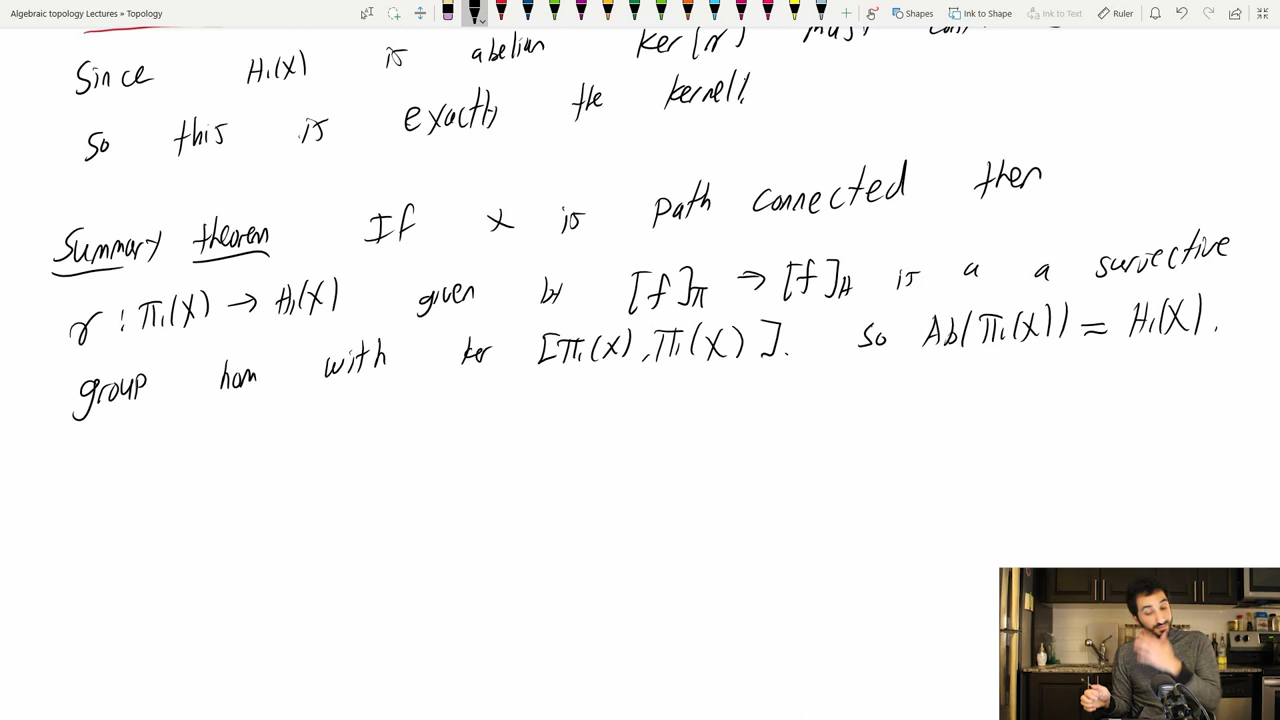 Algebraic topology Lectures » Topology
Shapes Ink to Shape Ink to Text Ruler
Since H₁(X) is abelian ker(γ) must
So this is exactly the kernel!
Summary theorem If X is path connected then
γ : π₁(X) → H₁(X) given by [f]π → [f]H is a a surjective
group hom with ker [π₁(X), π₁(X)]. So Ab(π₁(X)) = H₁(X).